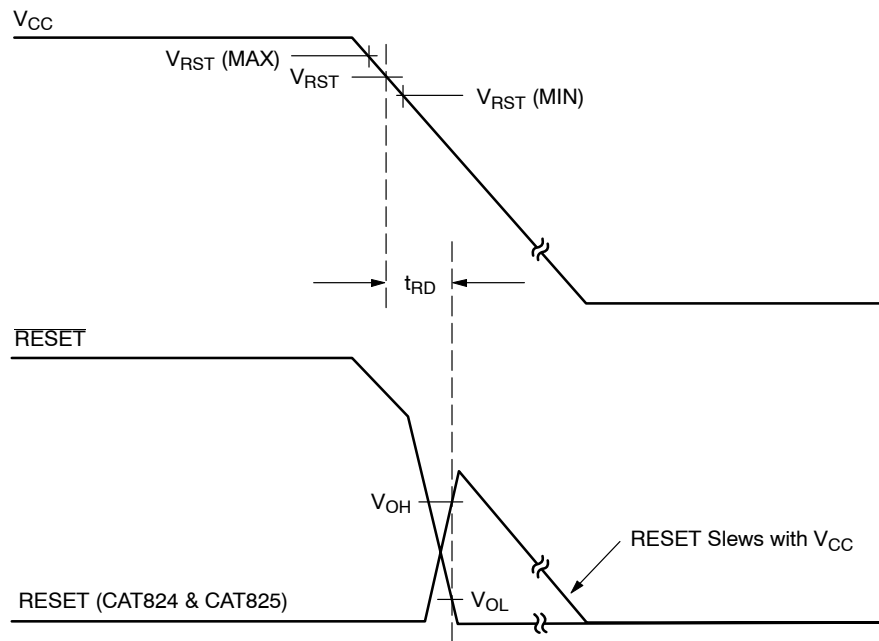 VCC
VRST (MAX)
VRST
VRST (MIN)
tRD
RESET
VOH
RESET Slews with VCC
RESET (CAT824 & CAT825)
VOL